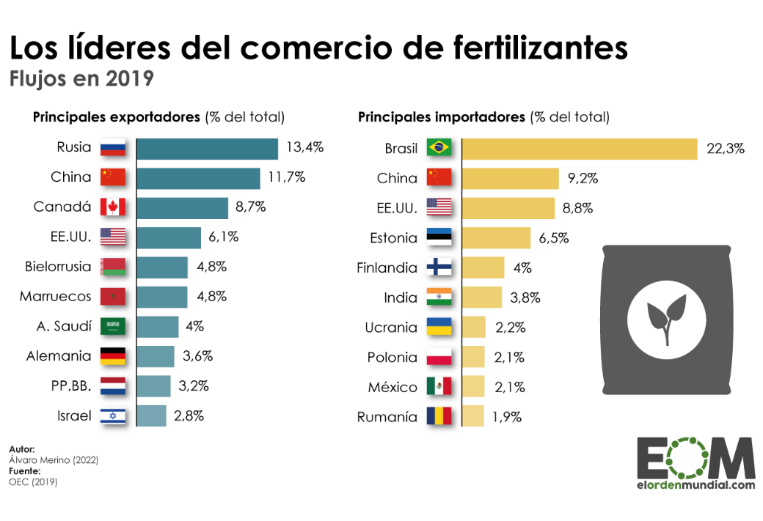 Los líderes del comercio de fertilizantes
Flujos en 2019
Principales exportadores (% del total)
Rusia 13,4%
China 11,7%
Canadá 8,7%
EE.UU. 6,1%
Bielorrusia 4,8%
Marruecos 4,8%
A. Saudí 4%
Alemania 3,6%
PP.BB. 3,2%
Israel 2,8%
Principales importadores (% del total)
Brasil 22,3%
China 9,2%
EE.UU. 8,8%
Estonia 6,5%
Finlandia 4%
India 3,8%
Ucrania 2,2%
Polonia 2,1%
México 2,1%
Rumanía 1,9%
Autor:
Álvaro Merino (2022)
Fuente:
OEC (2019)
EOM
elordenmundial.com